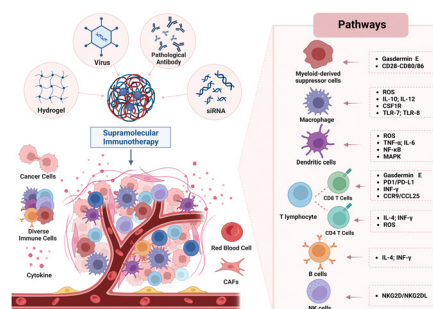 Pathological
Antibody
Virus
Hydrogel
siRNA
Supramolecular
Immunotherapy
Cancer Cells
Diverse
Immune Cells
Cytokine
Red Blood Cell
CAFs
Pathways
Myeloid-derived
suppressor cells
• Gasdermin E
• CD28-CD80/86
Macrophage
• ROS
• IL-10; IL-12
• CSF1R
• TLR-7; TLR-8
Dendritic cells
• ROS
• TNF-α; IL-6
• NF-κB
• MAPK
T lymphocyte
CD8 T Cells
• Gasdermin E
• PD1/PD-L1
• INF-γ
• CCR9/CCL25
CD4 T Cells
• IL-4; INF-γ
• ROS
B cells
• IL-4; INF-γ
NK cells
• NKG2D/NKG2DL